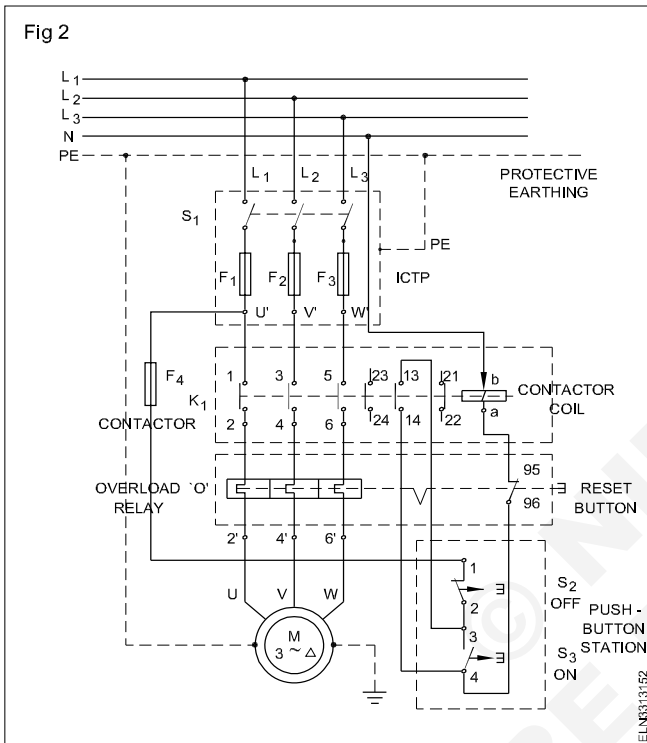 Fig 2
L1
L2
L3
N
PE
L1 L2 L3
PROTECTIVE
EARTHING
S1
PE
F1 F2 F3
ICTP
U' V' W'
F4
1 3 5 23 13 21 b
K1
CONTACTOR
COIL
CONTACTOR
2 4 6 24 14 22 a
95
OVERLOAD `O'
RELAY
RESET
BUTTON
96
2' 4' 6'
1
S2
OFF
U V W
2
PUSH -
BUTTON
STATION
3
M
3 ~ Δ
S3
ON
4
ELN3313152